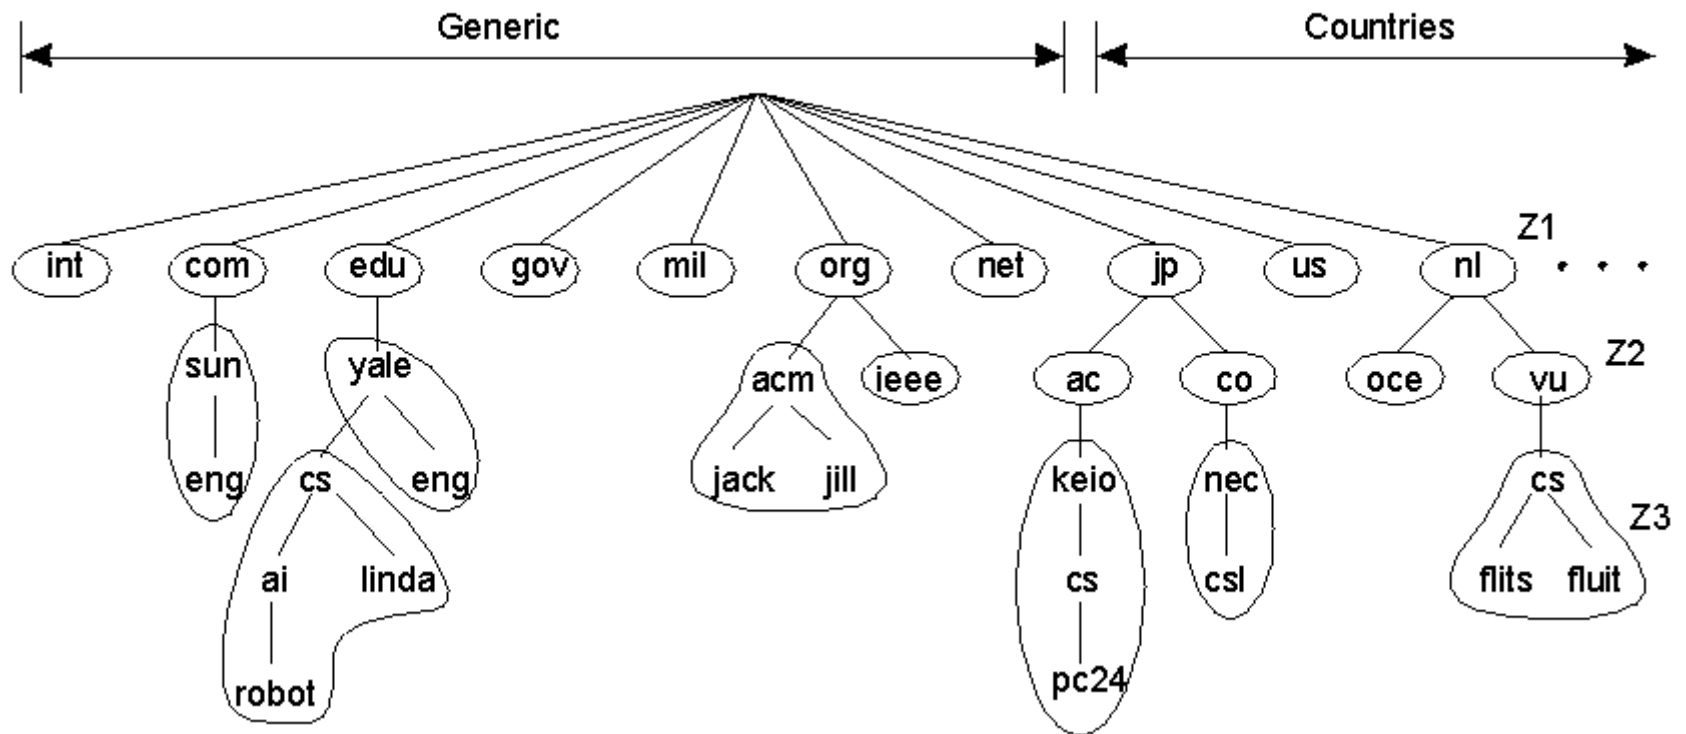 Generic Countries
Z1
int com edu gov mil org net jp us nl . . .
Z2
sun yale acm ieee ac co oce vu
eng cs eng jack jill keio nec cs
Z3
ai linda cs csl flits fluit
robot pc24